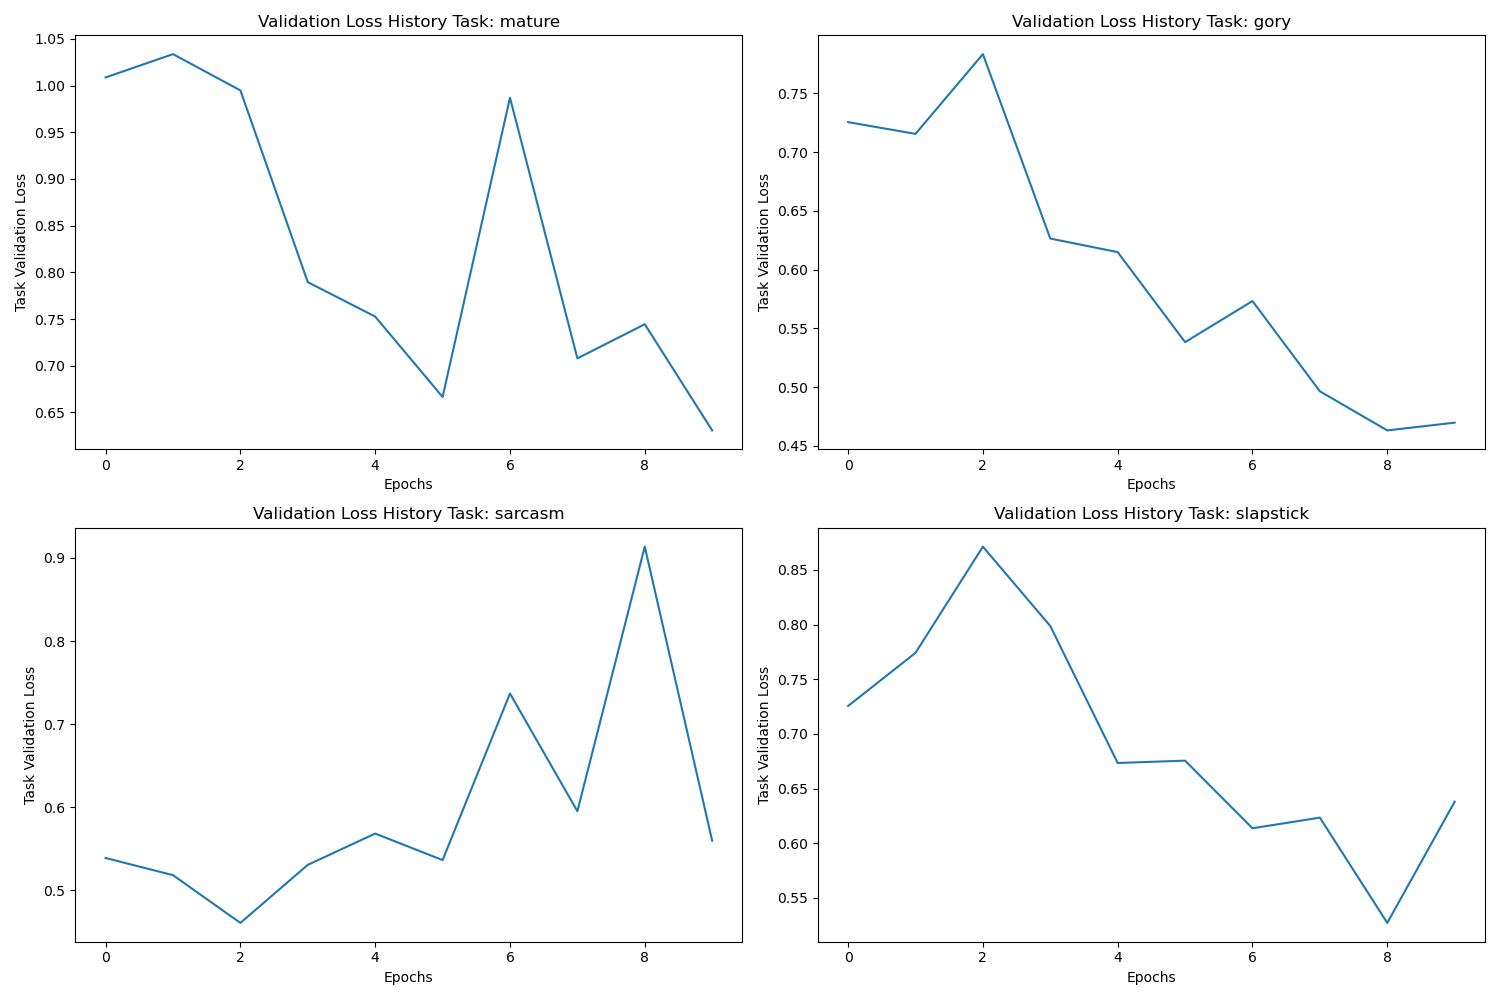 Validation Loss History Task: mature
1.05
1.00
0.95
0.90
0.85
0.80
0.75
0.70
0.65
Task Validation Loss
0 2 4 6 8
Epochs
Validation Loss History Task: gory
0.75
0.70
0.65
0.60
0.55
0.50
0.45
Task Validation Loss
0 2 4 6 8
Epochs
Validation Loss History Task: sarcasm
0.9
0.8
0.7
0.6
0.5
Task Validation Loss
0 2 4 6 8
Epochs
Validation Loss History Task: slapstick
0.85
0.80
0.75
0.70
0.65
0.60
0.55
Task Validation Loss
0 2 4 6 8
Epochs